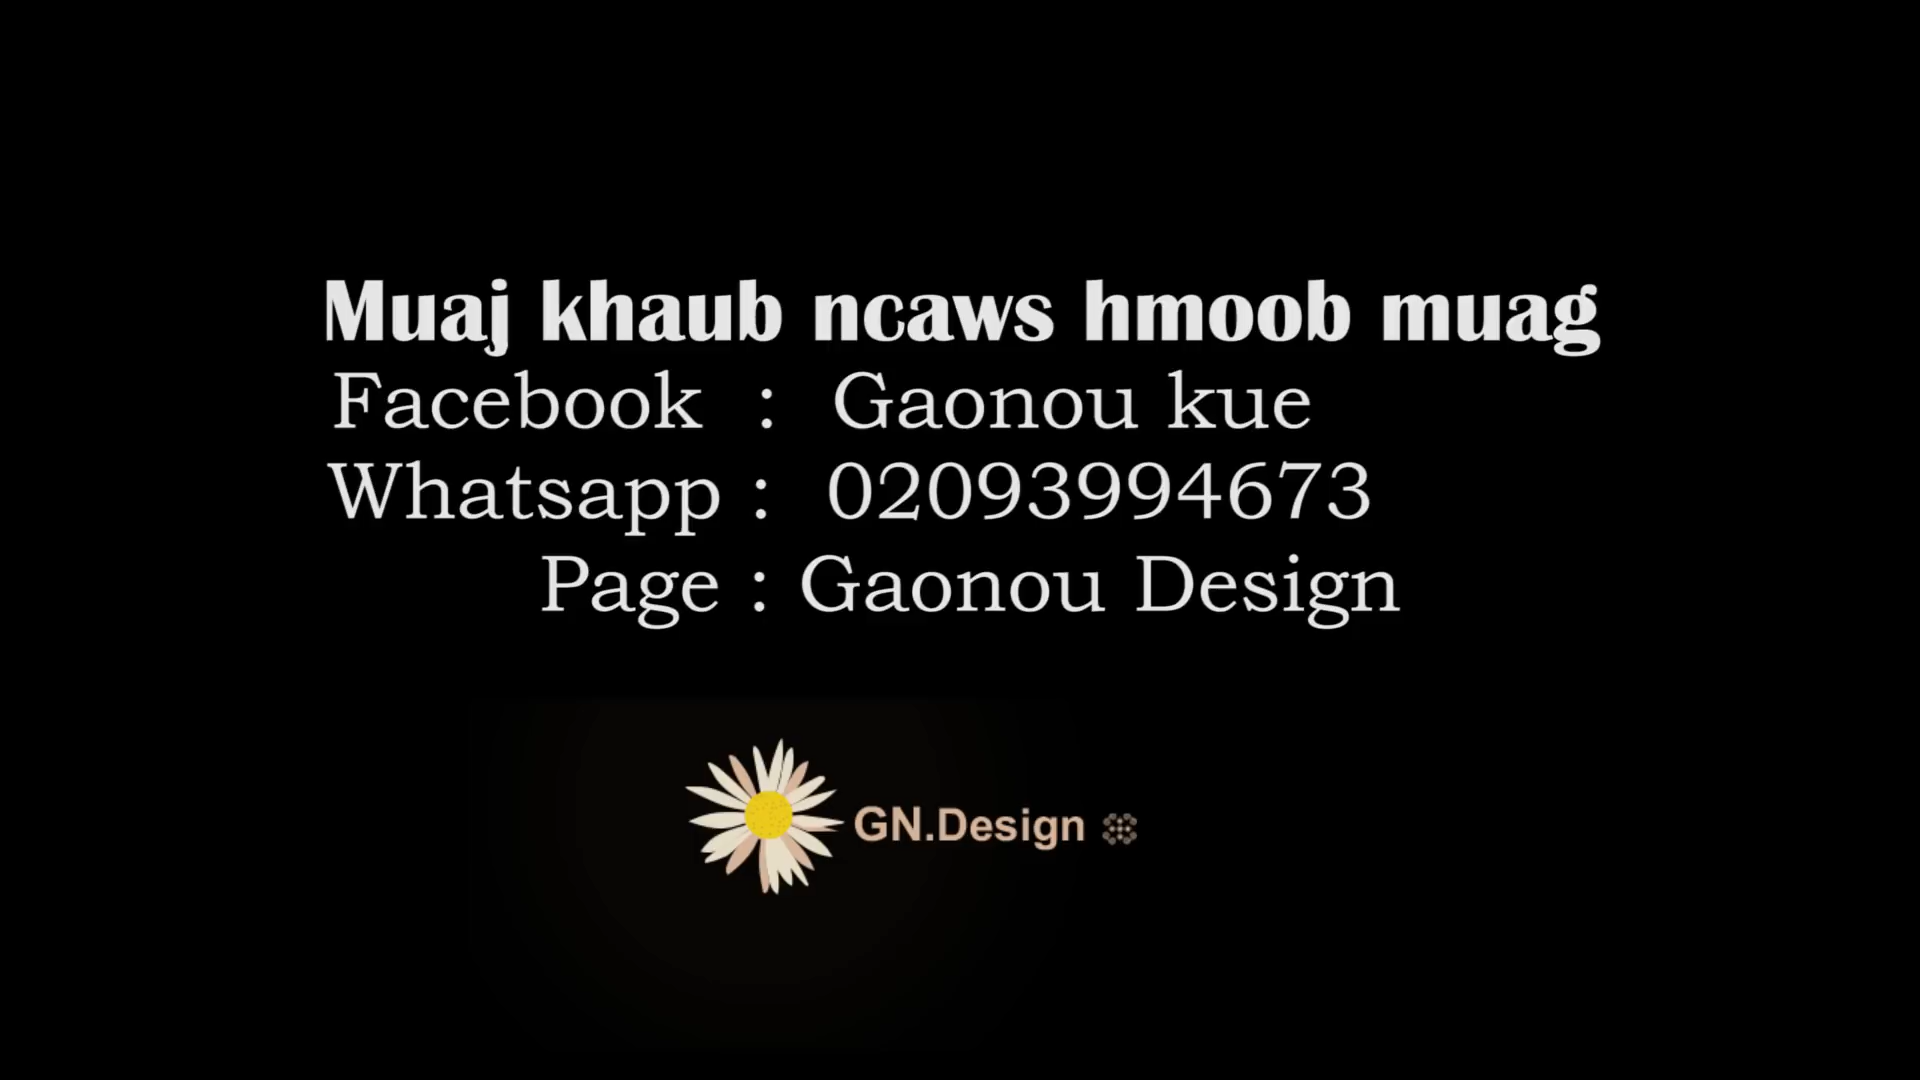 Muaj khaub ncaws hmoob muag
Facebook : Gaonou kue
Whatsapp : 02093994673
Page : Gaonou Design
GN.Design